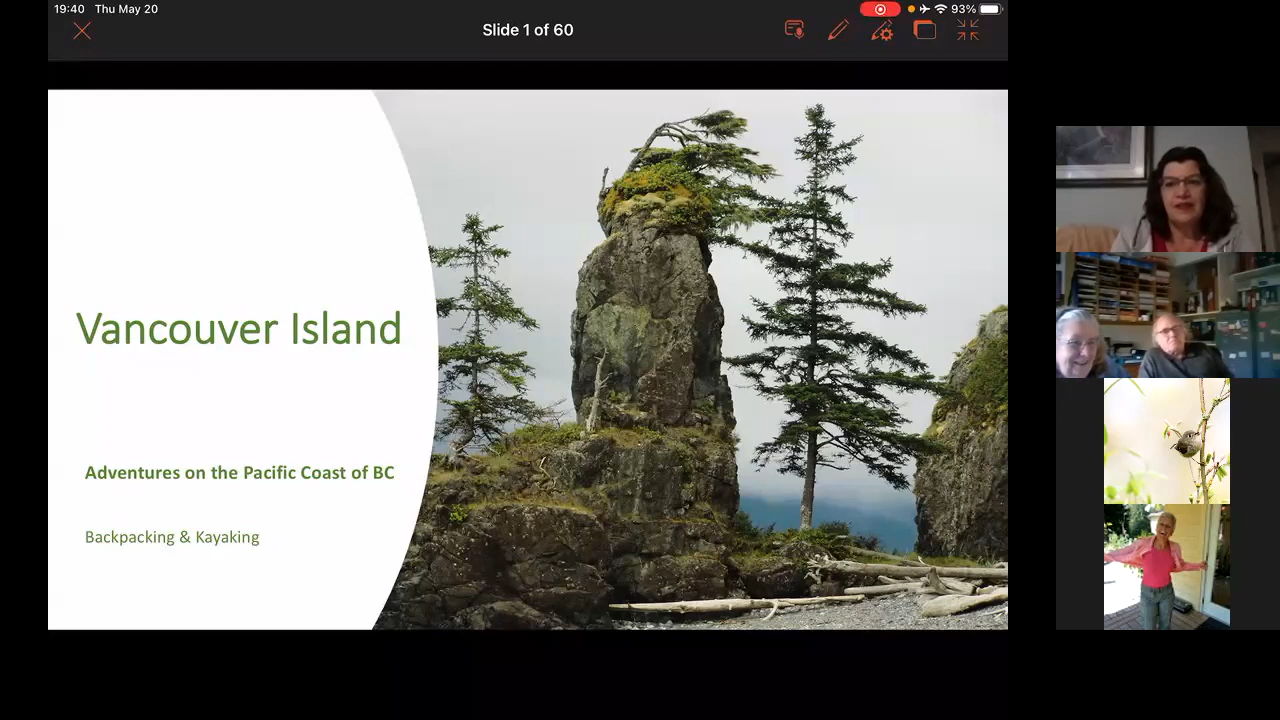 19:40 Thu May 20
93%
Slide 1 of 60
Vancouver Island
Adventures on the Pacific Coast of BC
Backpacking & Kayaking